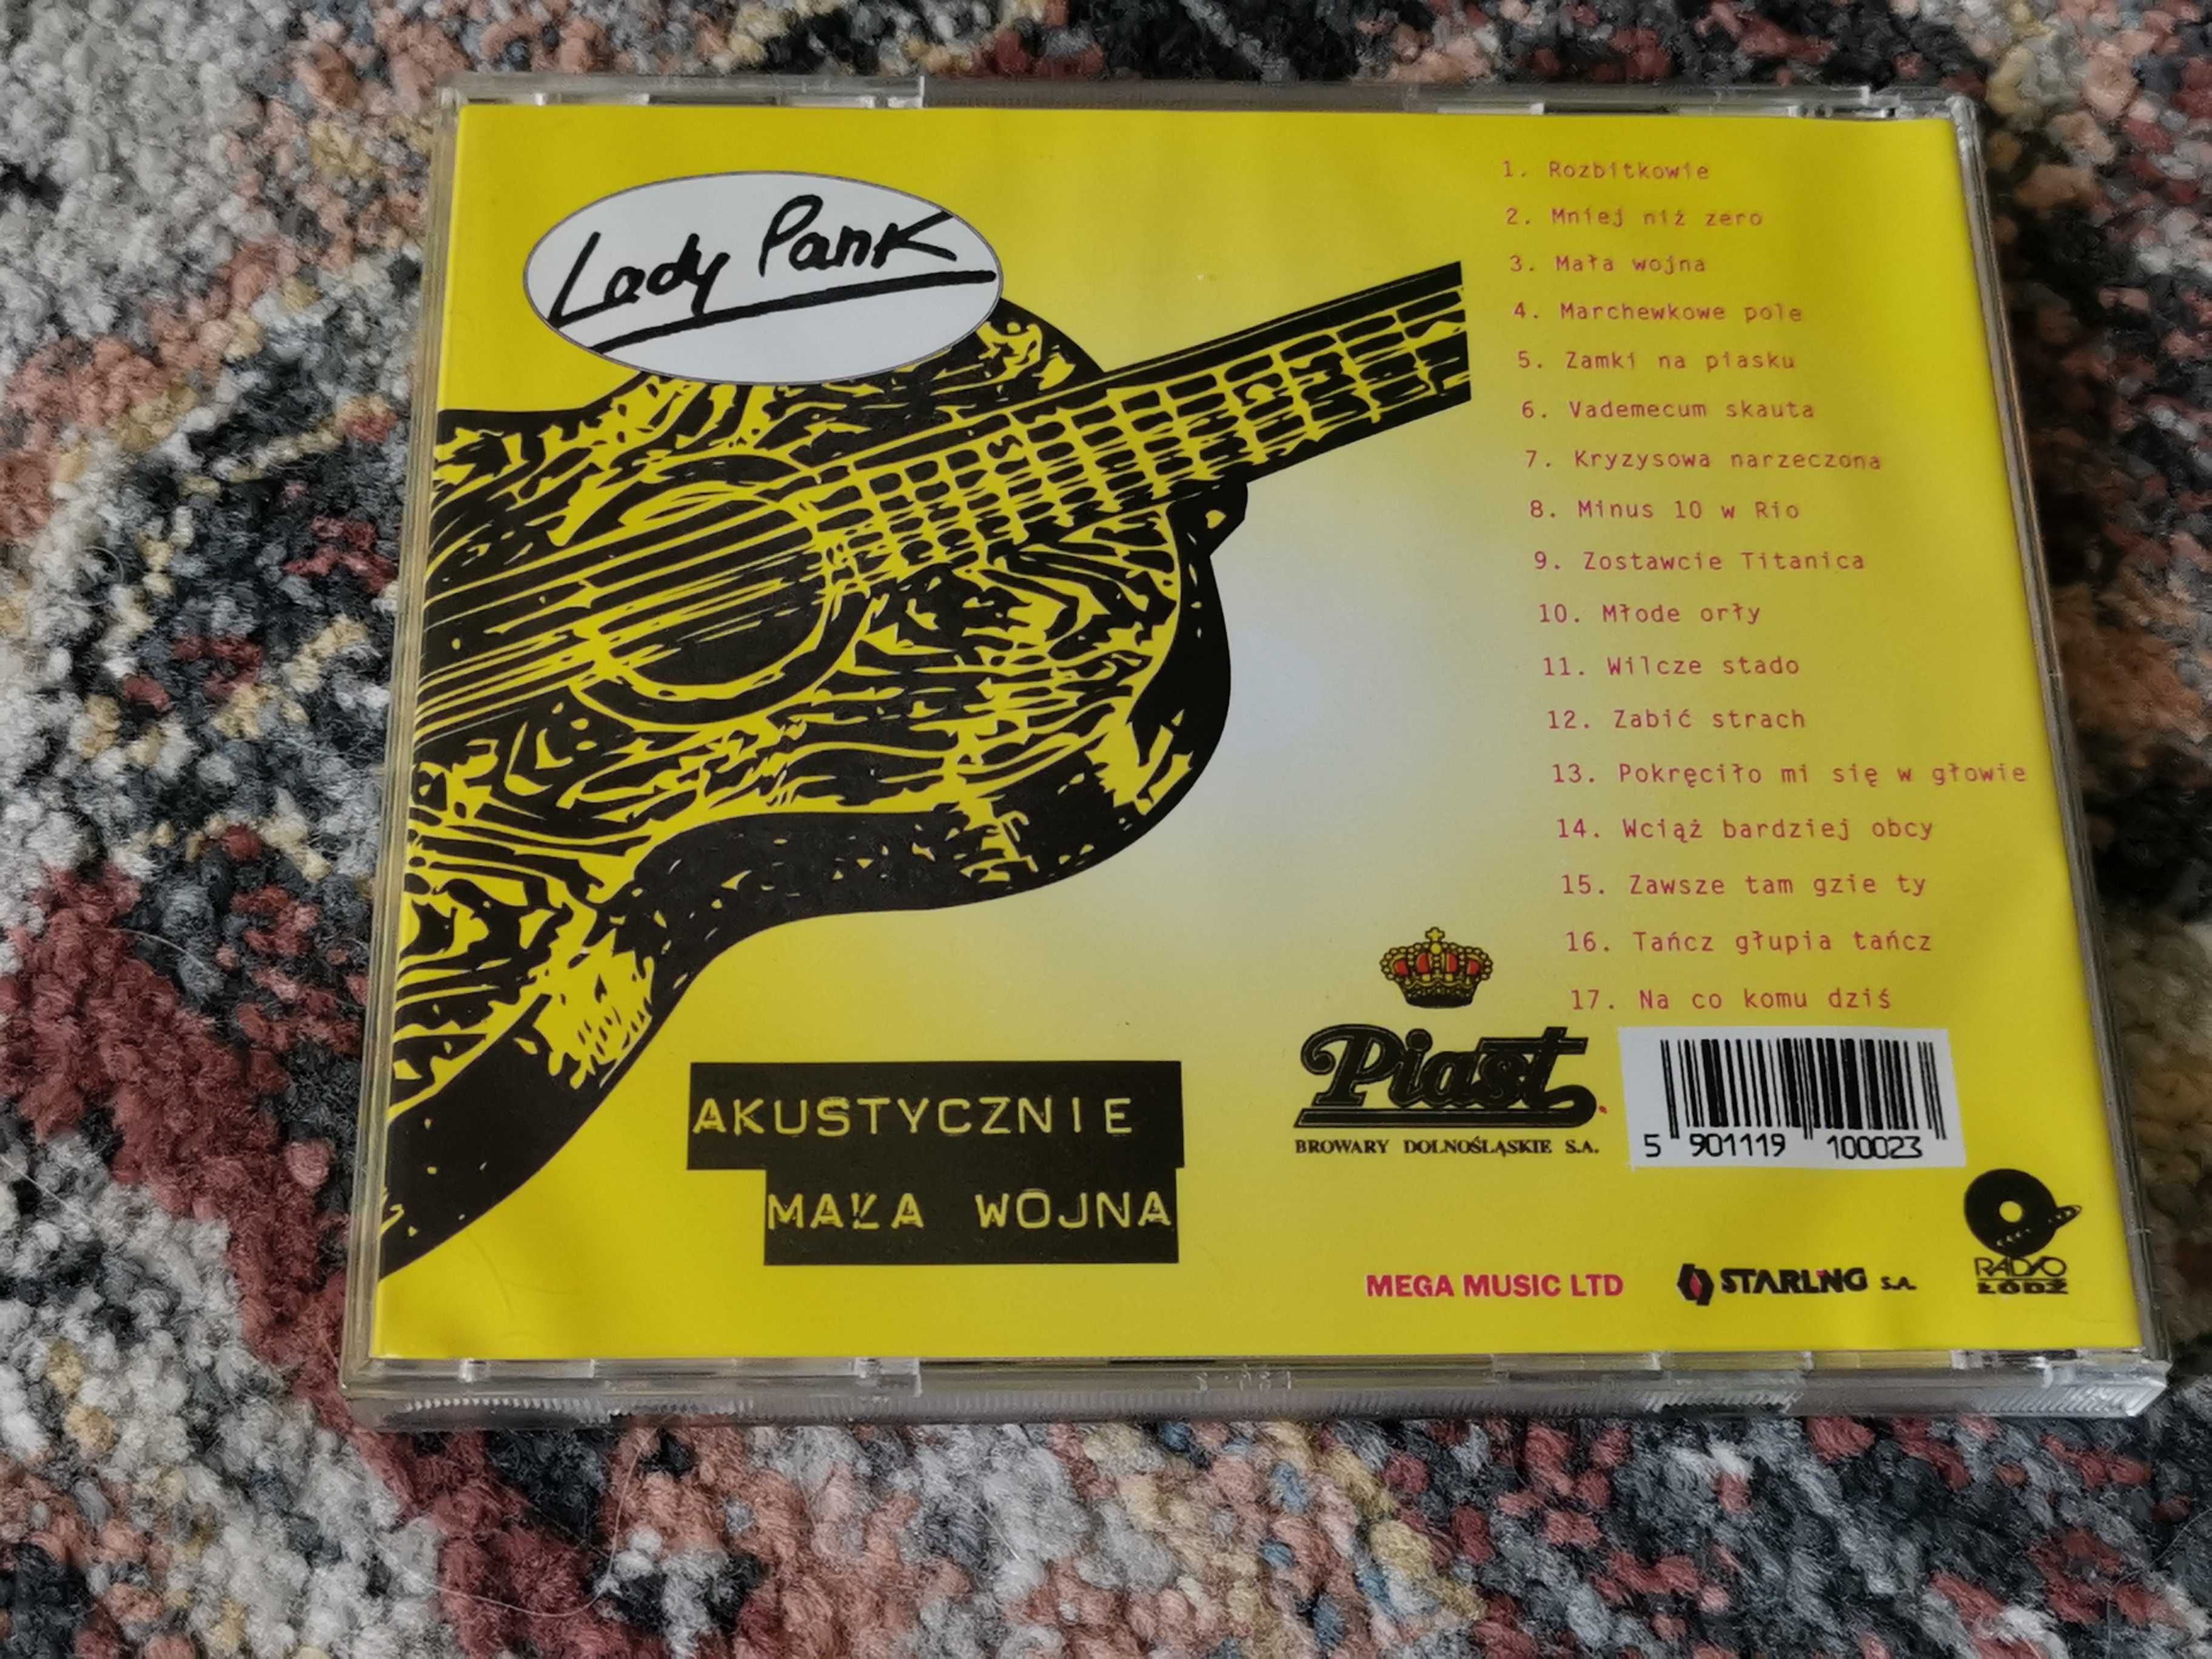 Lady Pank
1. Rozbitkowie
2. Mniej niż zero
3. Mała wojna
4. Marchewkowe pole
5. Zamki na piasku
6. Vademecum skauta
7. Kryzysowa narzeczona
8. Minus 10 w Rio
9. Zostawcie Titanica
10. Młode orły
11. Wilcze stado
12. Zabić strach
13. Pokręciło mi się w głowie
14. Wciąż bardziej obcy
15. Zawsze tam gzie ty
16. Tańcz głupia tańcz
17. Na co komu dziś
AKUSTYCZNIE
MAŁA WOJNA
Piast
BROWARY DOLNOŚLĄSKIE S.A.
5 901119 100023
MEGA MUSIC LTD
STARLING S.A.
RADIO
ŁÓDŹ